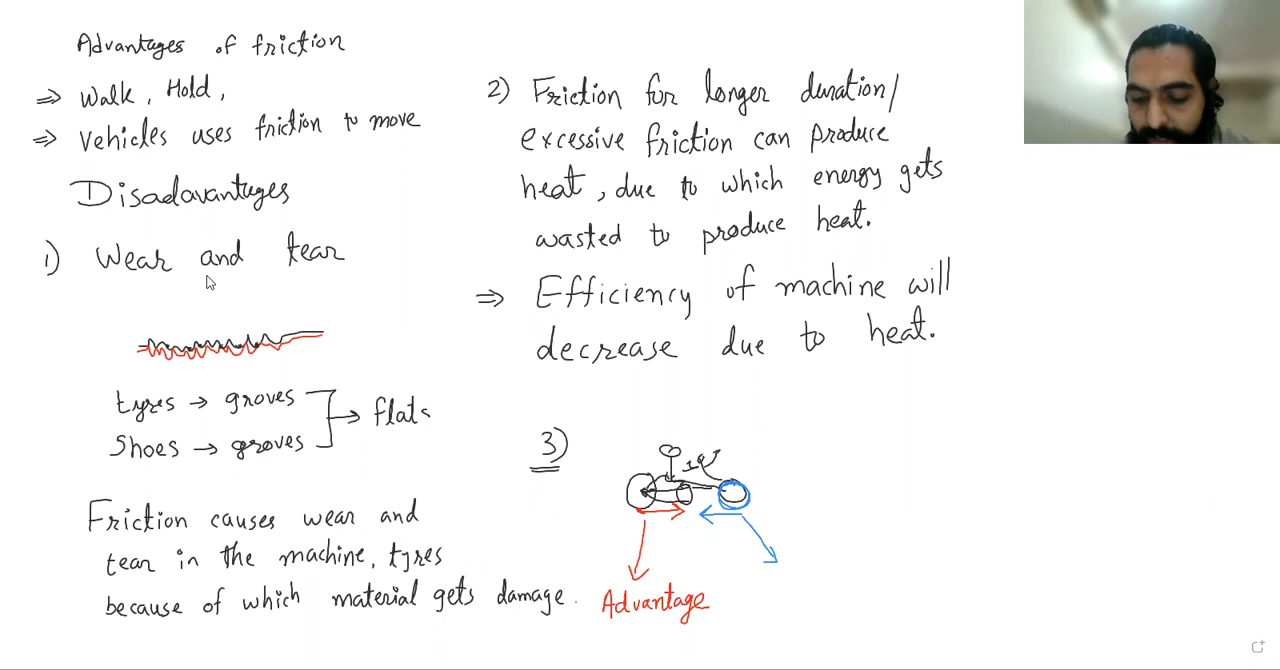 Advantages of friction
⇒ Walk, Hold,
⇒ Vehicles uses friction to move
Disadavantages
1) Wear and tear
tyres → groves
Shoes → groves
→ flats
Friction causes wear and
tear in the machine, tyres
because of which material gets damage.
2) Friction for longer duration/
excessive friction can produce
heat, due to which energy gets
wasted to produce heat.
⇒ Efficiency of machine will
decrease due to heat.
3)
Advantage